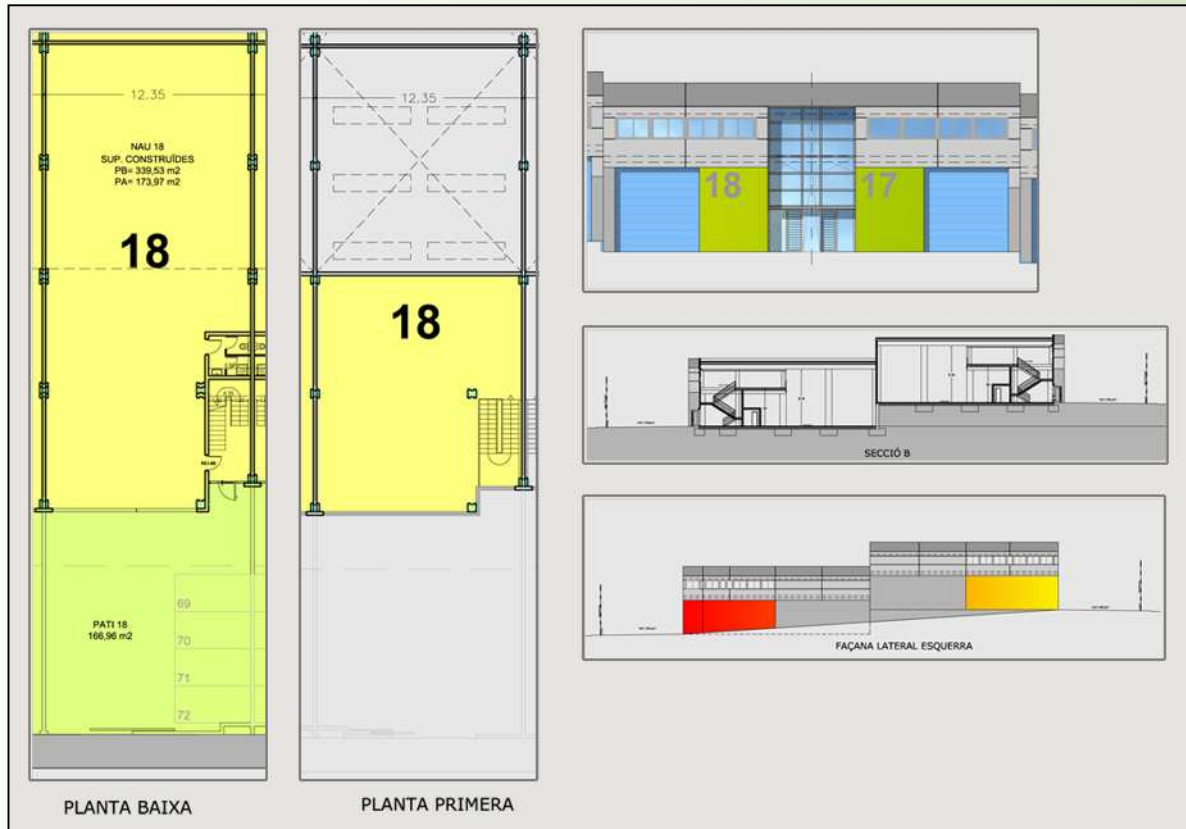 12.35
NAU 18
SUP. CONSTRUÏDES
PB= 339,53 m2
PA= 173,97 m2
18
PATI 18
166,96 m2
69
70
71
72
PLANTA BAIXA
12.35
18
PLANTA PRIMERA
18
17
SECCIÓ B
FAÇANA LATERAL ESQUERRA